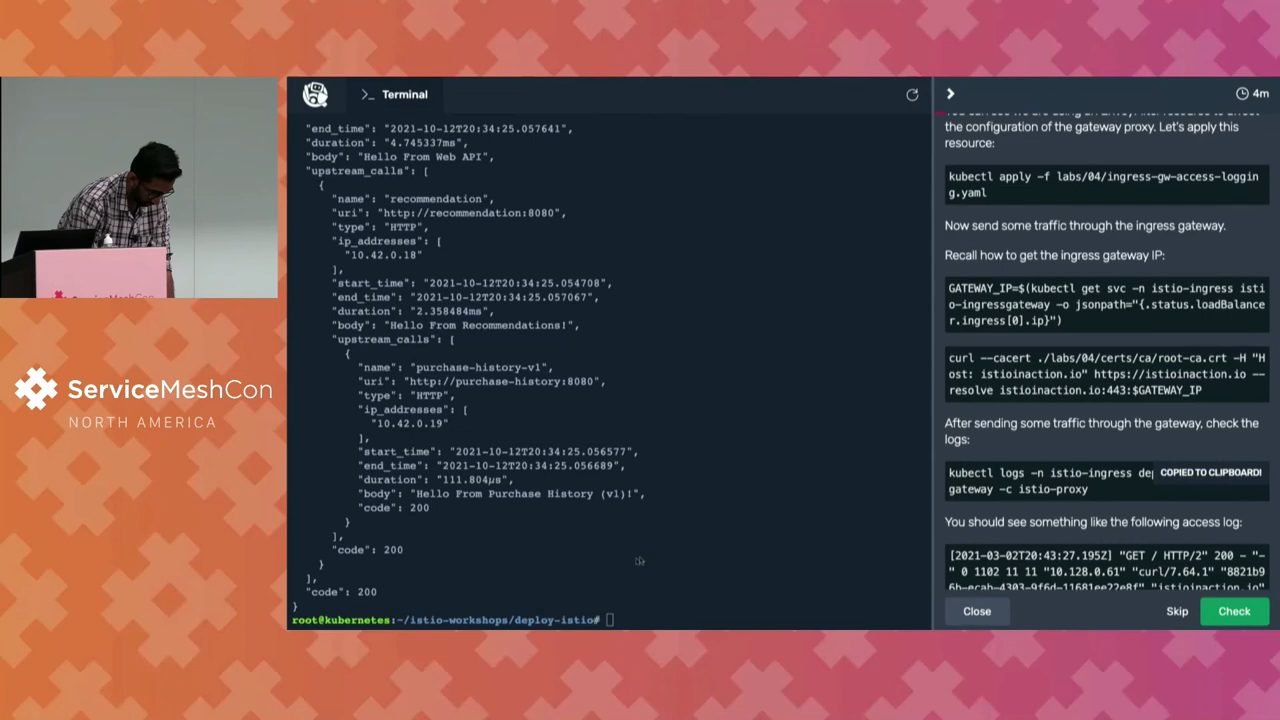 ServiceMeshCon
NORTH AMERICA
>_ Terminal
"end_time": "2021-10-12T20:34:25.057641",
"duration": "4.745337ms",
"body": "Hello From Web API",
"upstream_calls": [
{
"name": "recommendation",
"uri": "http://recommendation:8080",
"type": "HTTP",
"ip_addresses": [
"10.42.0.18"
],
"start_time": "2021-10-12T20:34:25.054708",
"end_time": "2021-10-12T20:34:25.057067",
"duration": "2.358484ms",
"body": "Hello From Recommendations!",
"upstream_calls": [
{
"name": "purchase-history-v1",
"uri": "http://purchase-history:8080",
"type": "HTTP",
"ip_addresses": [
"10.42.0.19"
],
"start_time": "2021-10-12T20:34:25.056577",
"end_time": "2021-10-12T20:34:25.056689",
"duration": "111.804µs",
"body": "Hello From Purchase History (v1)!",
"code": 200
}
],
"code": 200
}
],
"code": 200
}
root@kubernetes:~/istio-workshops/deploy-istio#
4m
the configuration of the gateway proxy. Let's apply this
resource:
kubectl apply -f labs/04/ingress-gw-access-loggin
g.yaml
Now send some traffic through the ingress gateway.
Recall how to get the ingress gateway IP:
GATEWAY_IP=$(kubectl get svc -n istio-ingress isti
o-ingressgateway -o jsonpath="{.status.loadBalance
r.ingress[0].ip}")
curl --cacert ./labs/04/certs/ca/root-ca.crt -H "H
ost: istioinaction.io" https://istioinaction.io --
resolve istioinaction.io:443:$GATEWAY_IP
After sending some traffic through the gateway, check the
logs:
kubectl logs -n istio-ingress dep COPIED TO CLIPBOARD!
gateway -c istio-proxy
You should see something like the following access log:
[2021-03-02T20:43:27.195Z] "GET / HTTP/2" 200 - "-
" 0 1102 11 11 "10.128.0.61" "curl/7.64.1" "8821b9
Close
Skip
Check